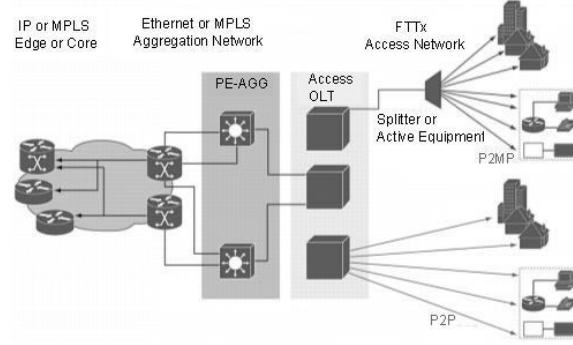 IP or MPLS
Edge or Core
Ethernet or MPLS
Aggregation Network
FTTx
Access Network
PE-AGG
Access
OLT
Splitter or
Active Equipment
P2MP
P2P